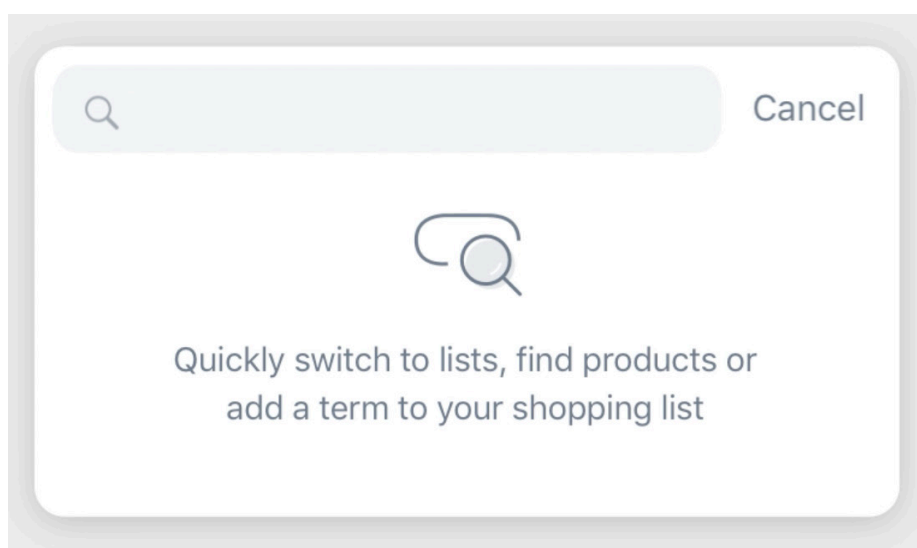 Cancel
Quickly switch to lists, find products or
add a term to your shopping list